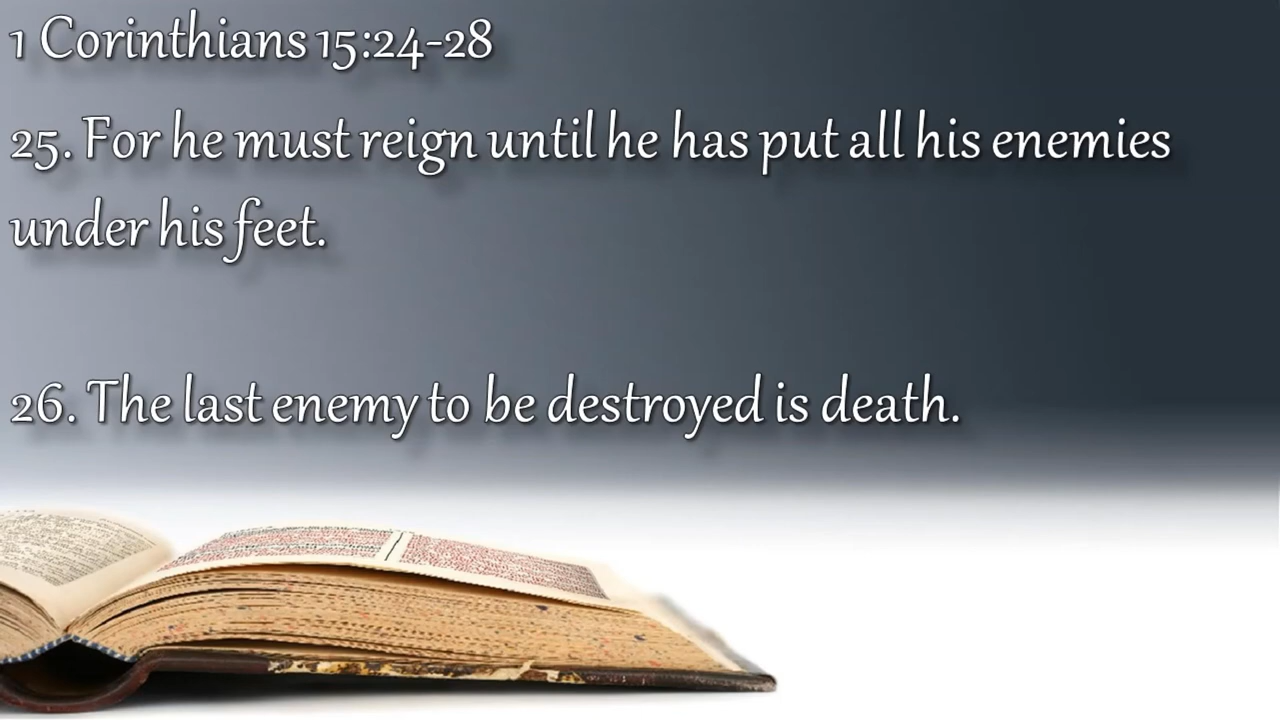 1 Corinthians 15:24-28
25. For he must reign until he has put all his enemies
under his feet.
26. The last enemy to be destroyed is death.